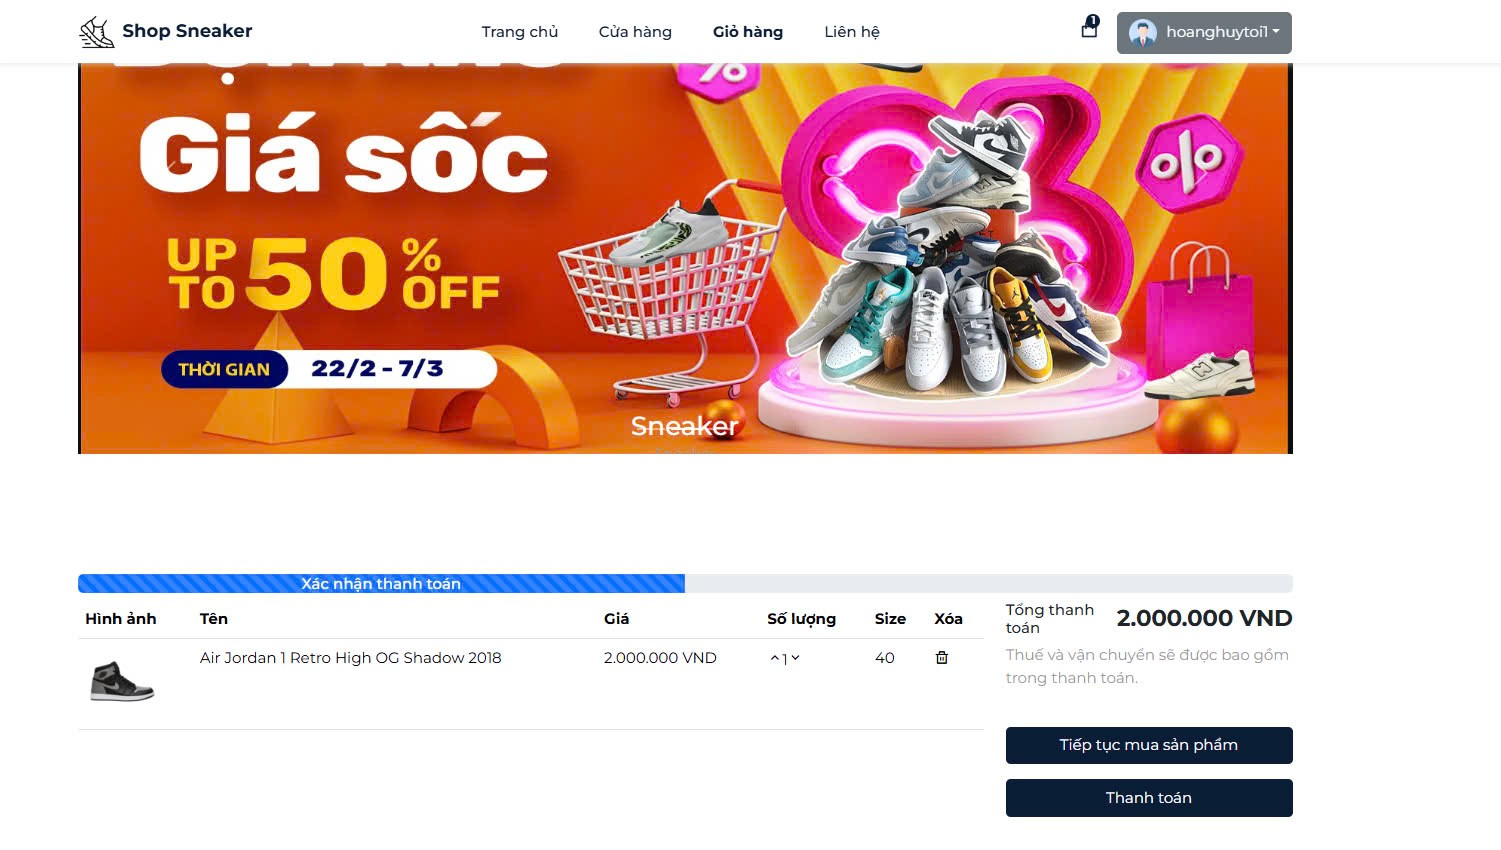 Shop Sneaker
Trang chủ
Cửa hàng
Giỏ hàng
Liên hệ
1
hoanghuytoi1
Giá sốc
UP TO 50% OFF
THỜI GIAN 22/2 - 7/3
Sneaker
Xác nhận thanh toán
Hình ảnh Tên Giá Số lượng Size Xóa
Air Jordan 1 Retro High OG Shadow 2018 2.000.000 VND 1 40
Tổng thanh toán 2.000.000 VND
Thuế và vận chuyển sẽ được bao gồm
trong thanh toán.
Tiếp tục mua sản phẩm
Thanh toán